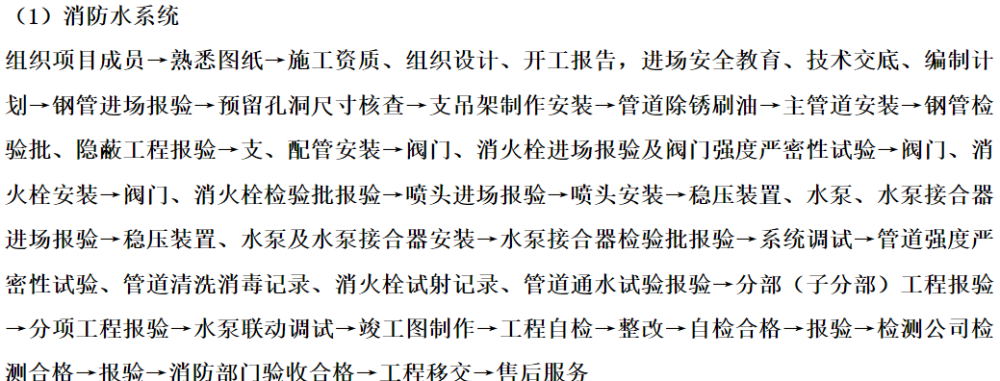 （1）消防水系统
组织项目成员→熟悉图纸→施工资质、组织设计、开工报告，进场安全教育、技术交底、编制计
划→钢管进场报验→预留孔洞尺寸核查→支吊架制作安装→管道除锈刷油→主管道安装→钢管检
验批、隐蔽工程报验→支、配管安装→阀门、消火栓进场报验及阀门强度严密性试验→阀门、消
火栓安装→阀门、消火栓检验批报验→喷头进场报验→喷头安装→稳压装置、水泵、水泵接合器
进场报验→稳压装置、水泵及水泵接合器安装→水泵接合器检验批报验→系统调试→管道强度严
密性试验、管道清洗消毒记录、消火栓试射记录、管道通水试验报验→分部（子分部）工程报验
→分项工程报验→水泵联动调试→竣工图制作→工程自检→整改→自检合格→报验→检测公司检
测合格→报验→消防部门验收合格→工程移交→售后服务